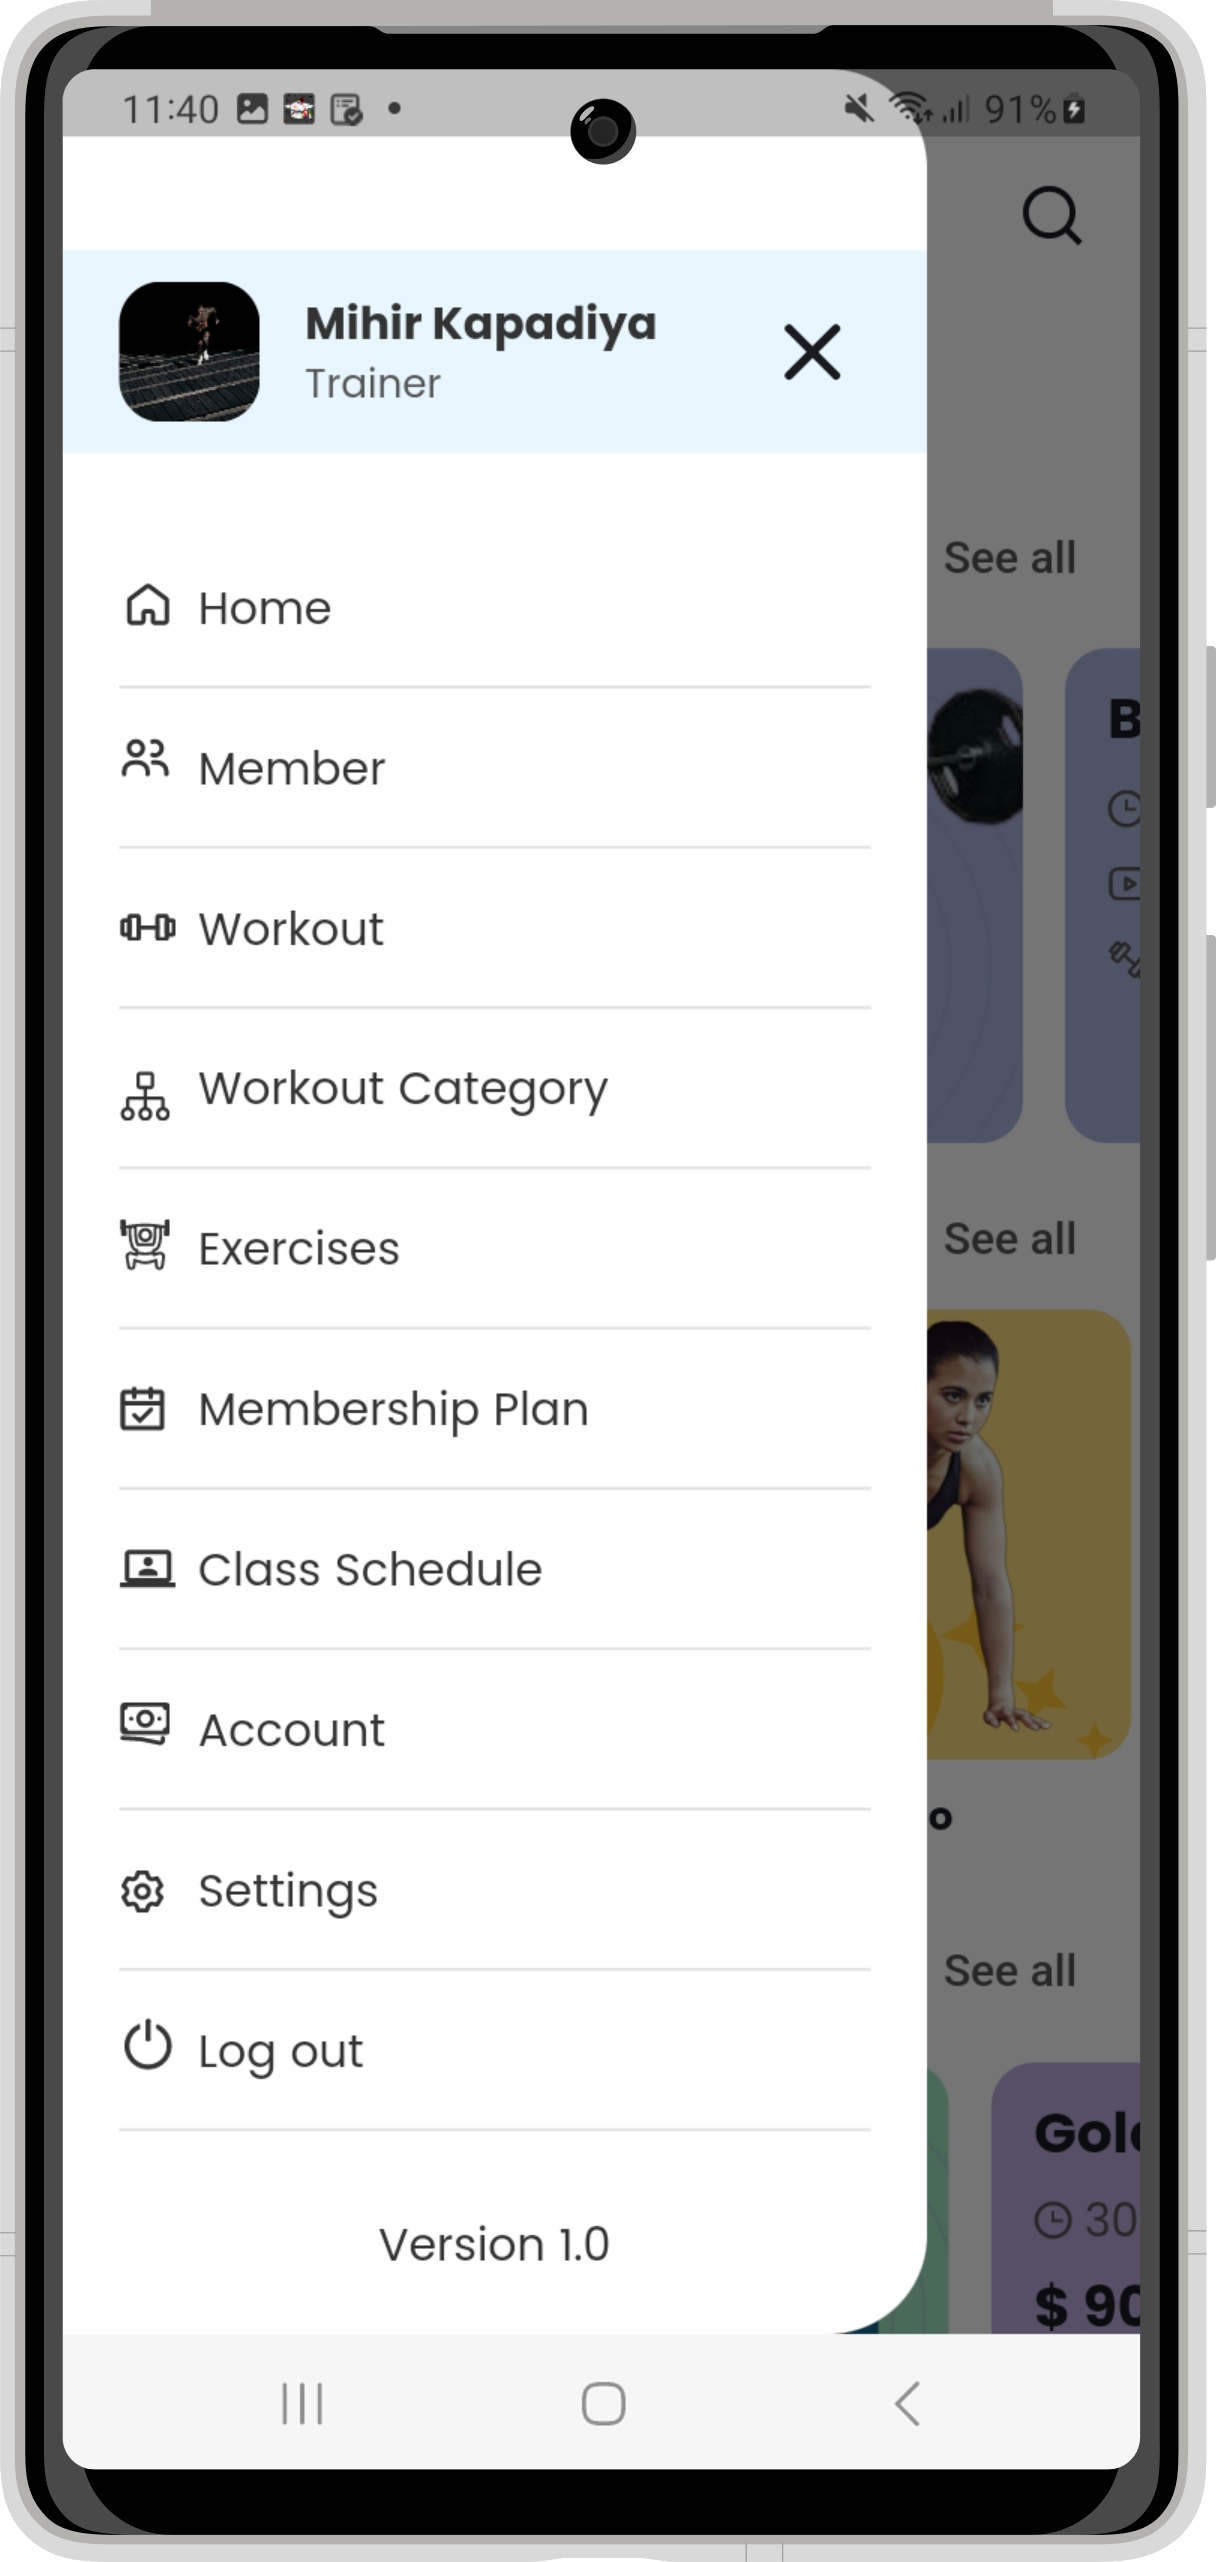 11:40 91%
Mihir Kapadiya
Trainer
See all
Home
Member
B
Workout
Workout Category
See all
Exercises
Membership Plan
Class Schedule
Account
o
Settings
See all
Log out
Gol
30
Version 1.0
$ 90